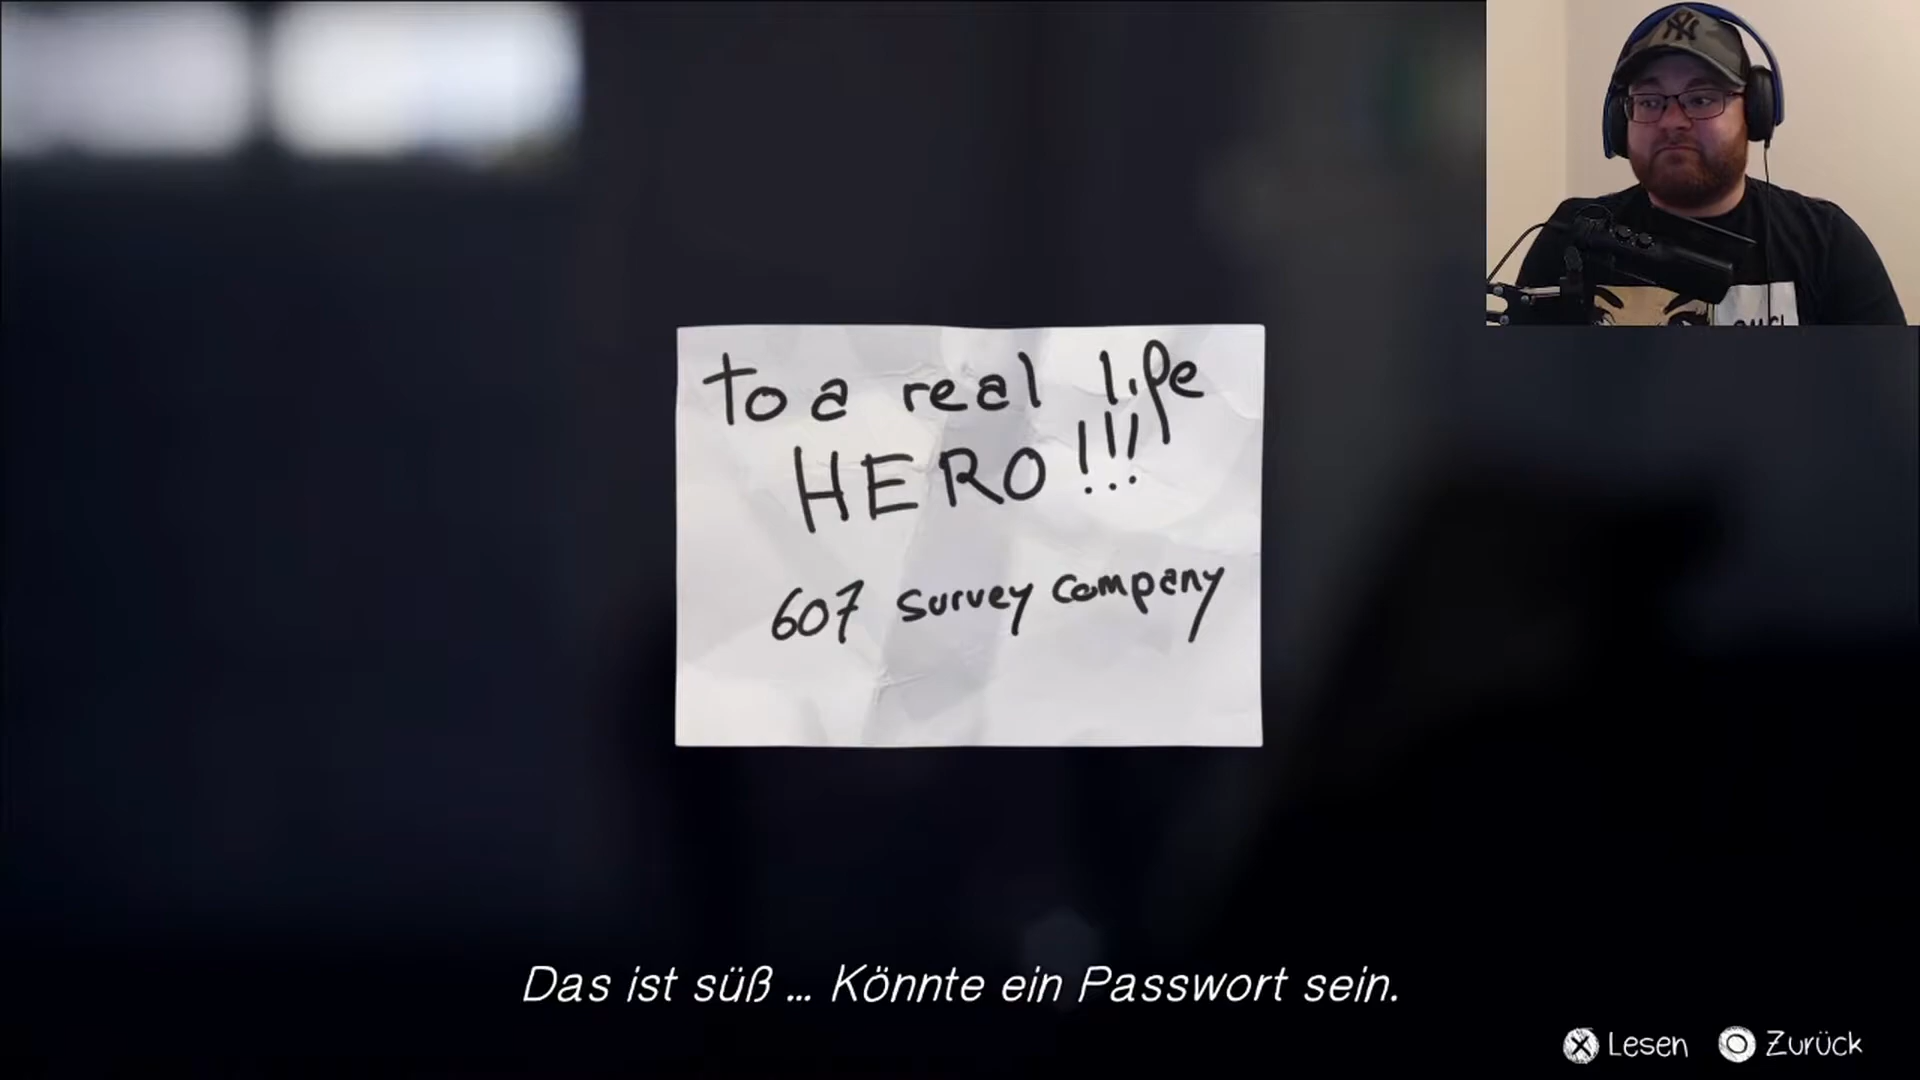 to a real life
HERO!!!
607 survey company
Das ist süß ... Könnte ein Passwort sein.
Lesen Zurück